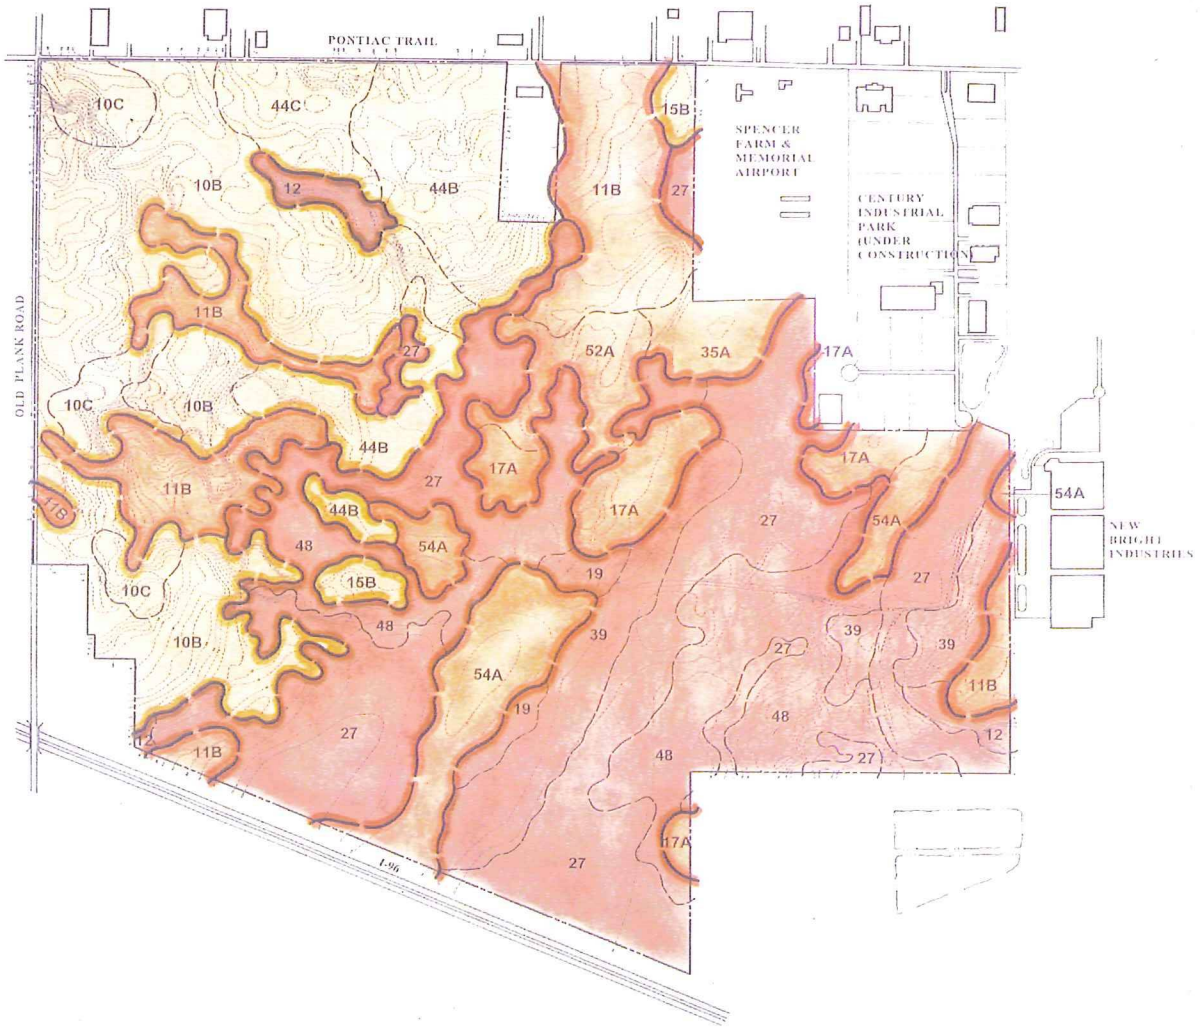 PONTIAC TRAIL
10C
44C
15B
SPENCER
FARM &
MEMORIAL
AIRPORT
10B
12
44B
11B
27
CENTURY
INDUSTRIAL
PARK
(UNDER
CONSTRUCTION)
OLD PLANK ROAD
11B
27
52A
35A
17A
10C
10B
44B
17A
17A
27
11B
11B
44B
17A
27
54A
54A
NEW
BRIGHT
INDUSTRIES
48
54A
15B
19
27
10C
48
39
39
39
10B
27
54A
11B
19
48
12
27
12
11B
48
27
17A
27
I-96